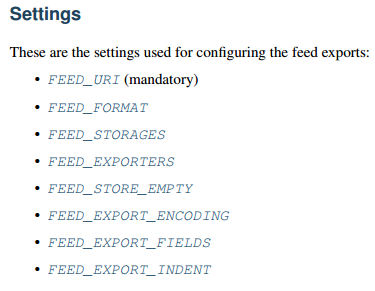 Settings
These are the settings used for configuring the feed exports:
• FEED_URI (mandatory)
• FEED_FORMAT
• FEED_STORAGES
• FEED_EXPORTERS
• FEED_STORE_EMPTY
• FEED_EXPORT_ENCODING
• FEED_EXPORT_FIELDS
• FEED_EXPORT_INDENT